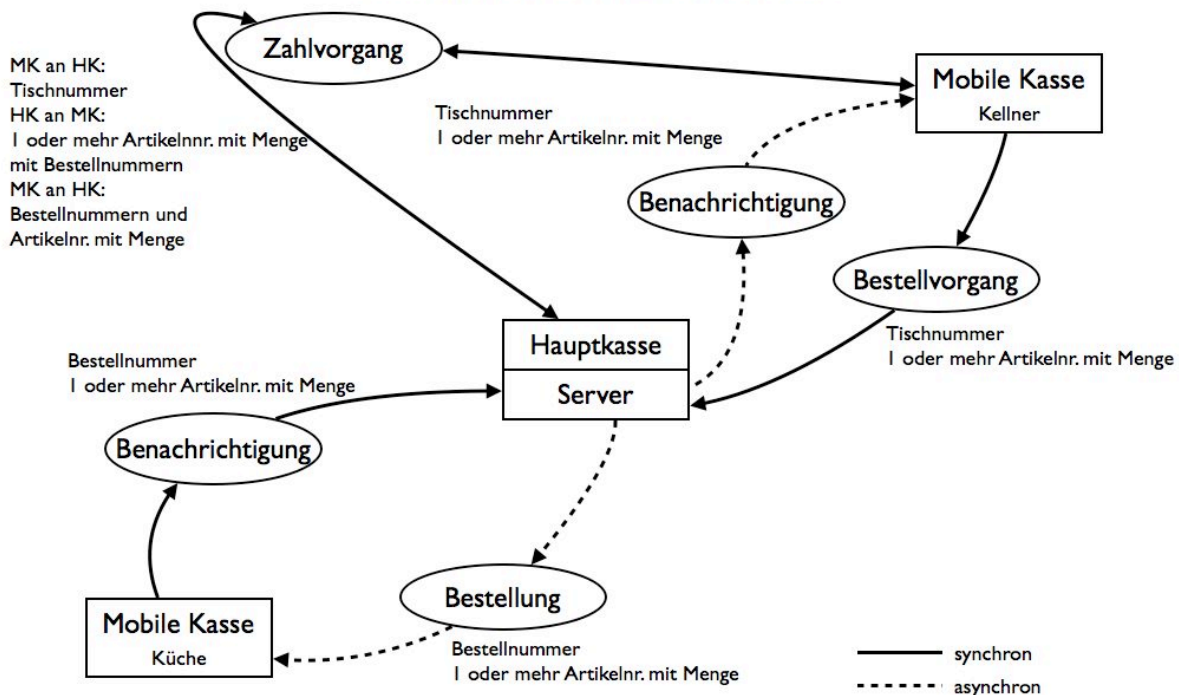 Zahlvorgang
MK an HK:
Tischnummer
HK an MK:
1 oder mehr Artikelnnr. mit Menge
mit Bestellnummern
MK an HK:
Bestellnummern und
Artikelnr. mit Menge
Mobile Kasse
Kellner
Tischnummer
1 oder mehr Artikelnr. mit Menge
Benachrichtigung
Bestellvorgang
Tischnummer
1 oder mehr Artikelnr. mit Menge
Hauptkasse
Server
Bestellnummer
1 oder mehr Artikelnr. mit Menge
Benachrichtigung
Mobile Kasse
Küche
Bestellung
Bestellnummer
1 oder mehr Artikelnr. mit Menge
synchron
asynchron